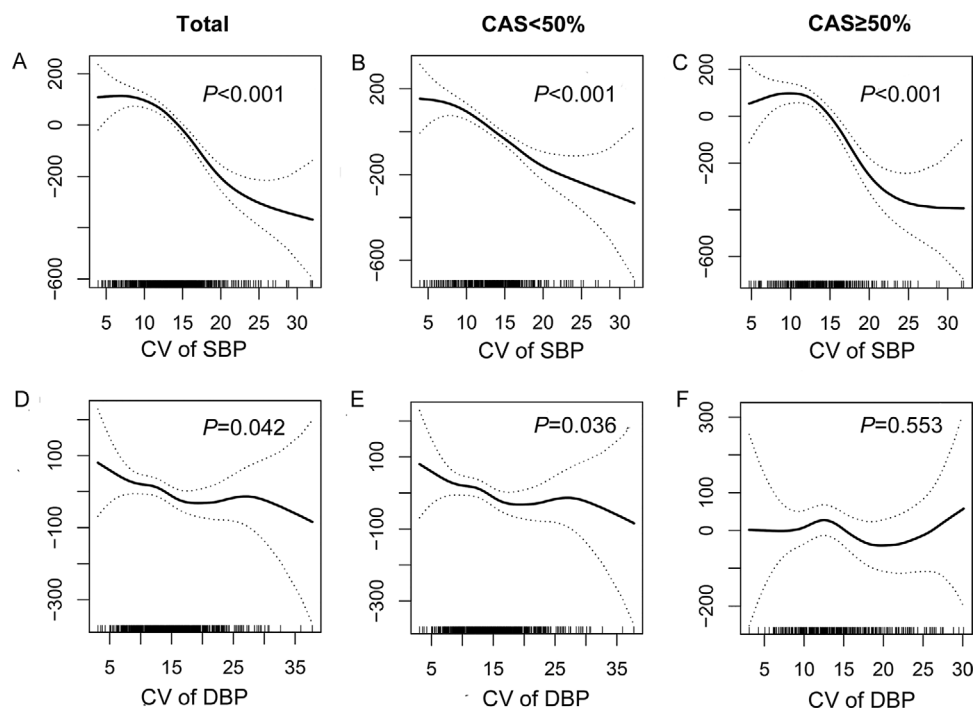 Total
CAS<50%
CAS≥50%
A
P<0.001
200
0
−200
−600
5 10 15 20 25 30
CV of SBP
B
P<0.001
200
−200
−600
5 10 15 20 25 30
CV of SBP
C
P<0.001
200
0
−200
−600
5 10 15 20 25 30
CV of SBP
D
P=0.042
100
−100
−300
5 15 25 35
CV of DBP
E
P=0.036
100
−100
−300
5 15 25 35
CV of DBP
F
P=0.553
300
100
0
−200
5 10 15 20 25 30
CV of DBP